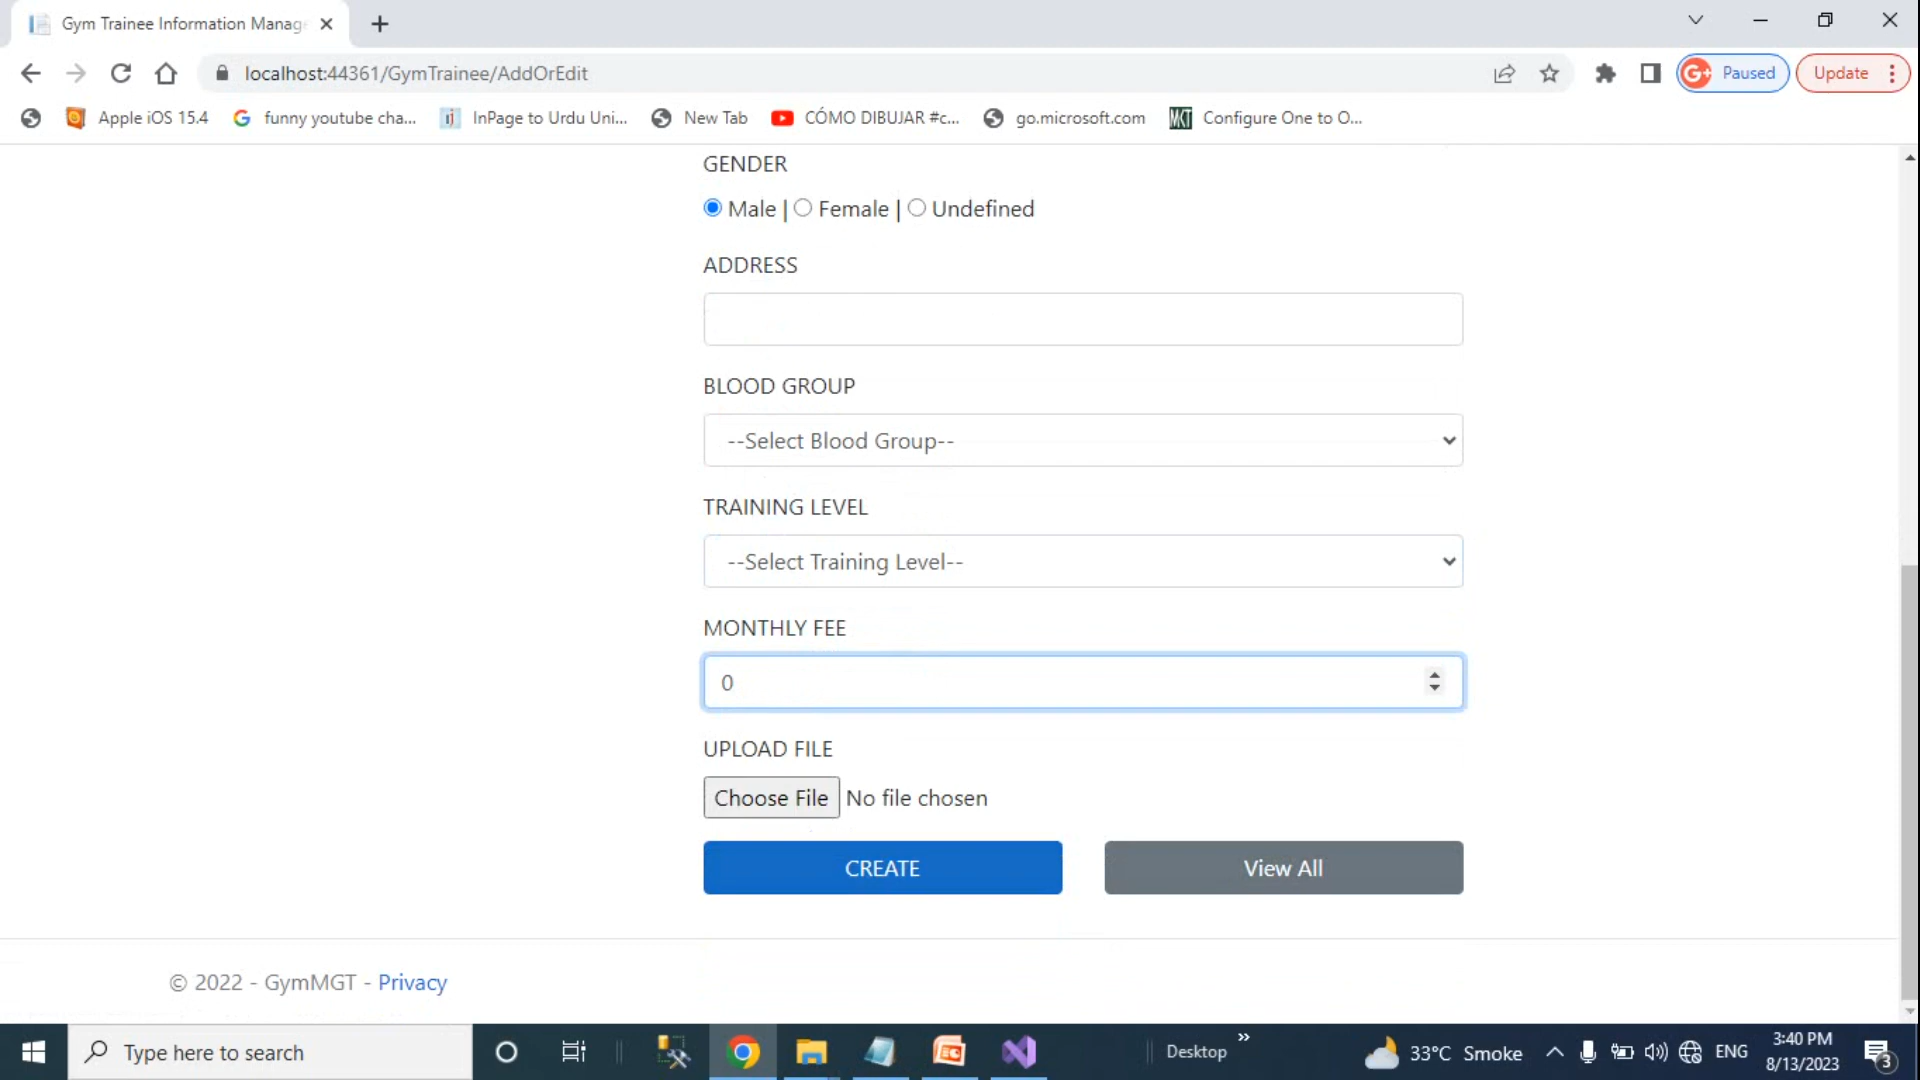 Gym Trainee Information Manag
localhost:44361/GymTrainee/AddOrEdit
Paused
Update
Apple iOS 15.4
funny youtube cha...
InPage to Urdu Uni...
New Tab
CÓMO DIBUJAR #c...
go.microsoft.com
MKT
Configure One to O...
GENDER
Male | Female | Undefined
ADDRESS
BLOOD GROUP
--Select Blood Group--
TRAINING LEVEL
--Select Training Level--
MONTHLY FEE
0
UPLOAD FILE
Choose File No file chosen
CREATE
View All
© 2022 - GymMGT - Privacy
Type here to search
Desktop
33°C Smoke
ENG
3:40 PM
8/13/2023
3